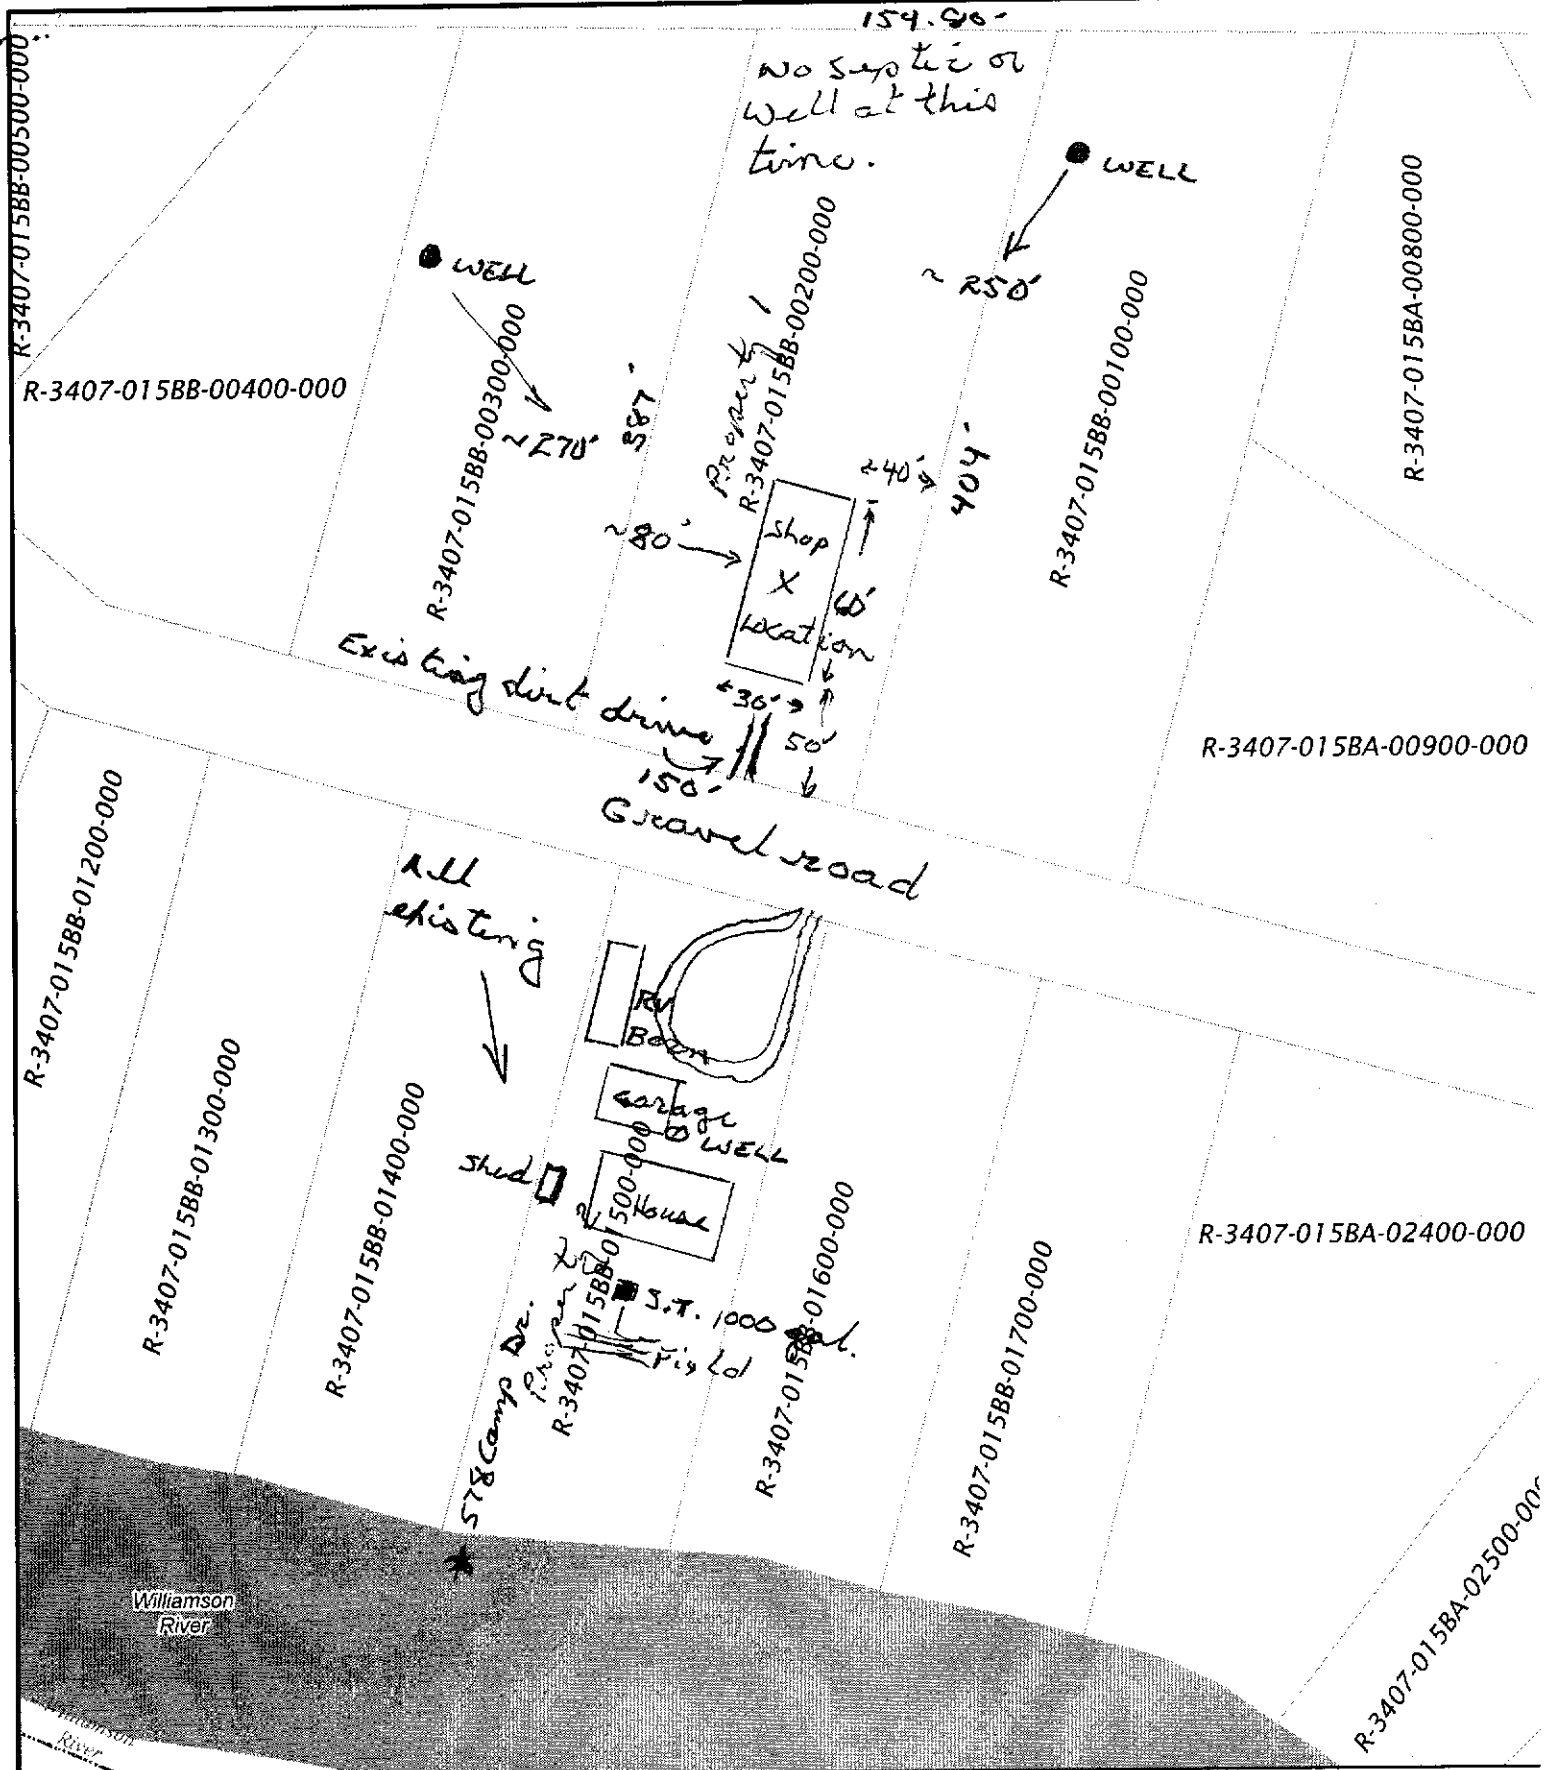 No septic or
well at this
time.
WELL
WELL
R-3407-015BB-00500-000
R-3407-015BB-00400-000
R-3407-015BB-00300-000
~270'
Property 1
R-3407-015BB-00200-000
~250'
R-3407-015BB-00100-000
R-3407-015BA-00800-000
404'
~80'
Shop
X
Location
60'
Existing dirt drive
30'
50'
150'
Gravel road
R-3407-015BA-00900-000
All
existing
RV
Barn
Garage
WELL
Shed
House
R-3407-015BB-01200-000
R-3407-015BB-01300-000
R-3407-015BB-01400-000
578 Camp Dr.
Property 2
R-3407-015BB-01500-000
S.T. 1000 gal.
Field
R-3407-015BB-01600-000
R-3407-015BB-01700-000
R-3407-015BA-02400-000
R-3407-015BA-02500-000
Williamson
River
Williamson
River